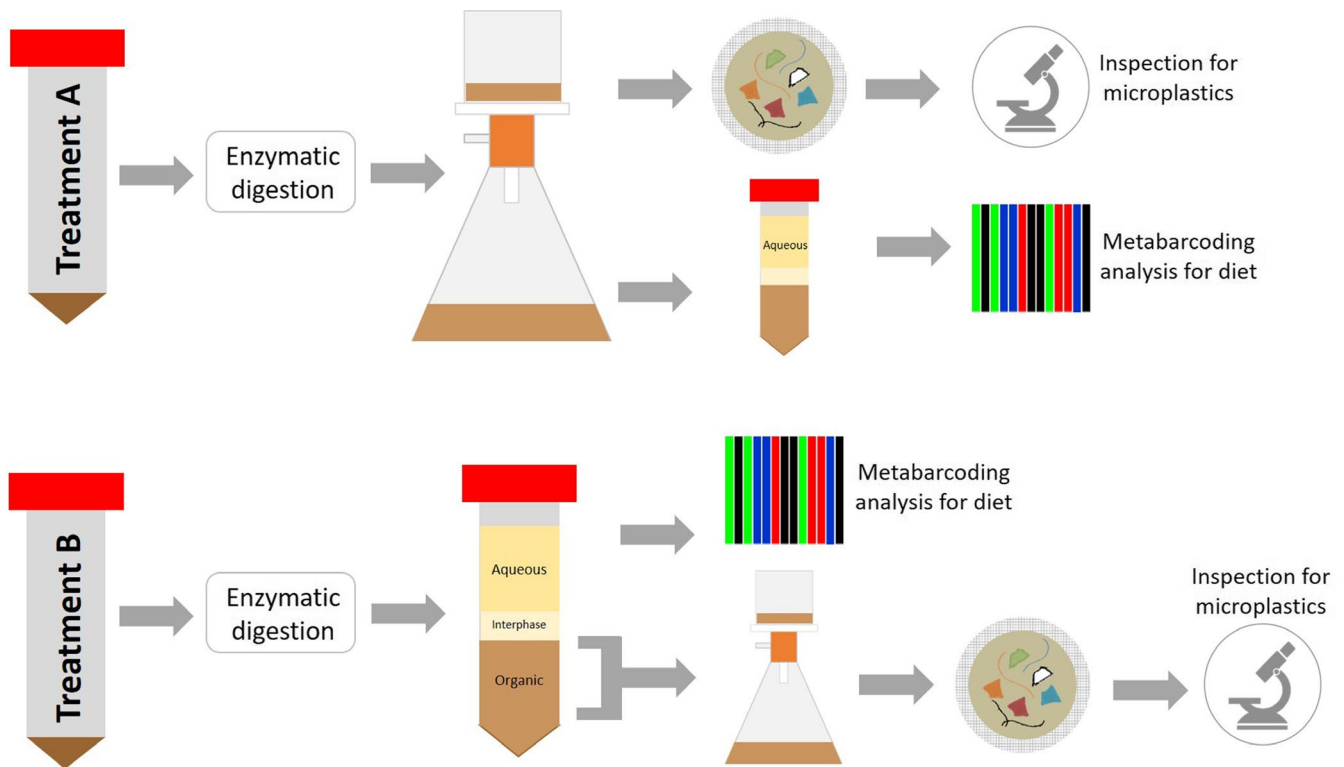 Treatment A
Enzymatic
digestion
Inspection for
microplastics
Aqueous
Metabarcoding
analysis for diet
Treatment B
Enzymatic
digestion
Aqueous
Interphase
Organic
Metabarcoding
analysis for diet
Inspection for
microplastics